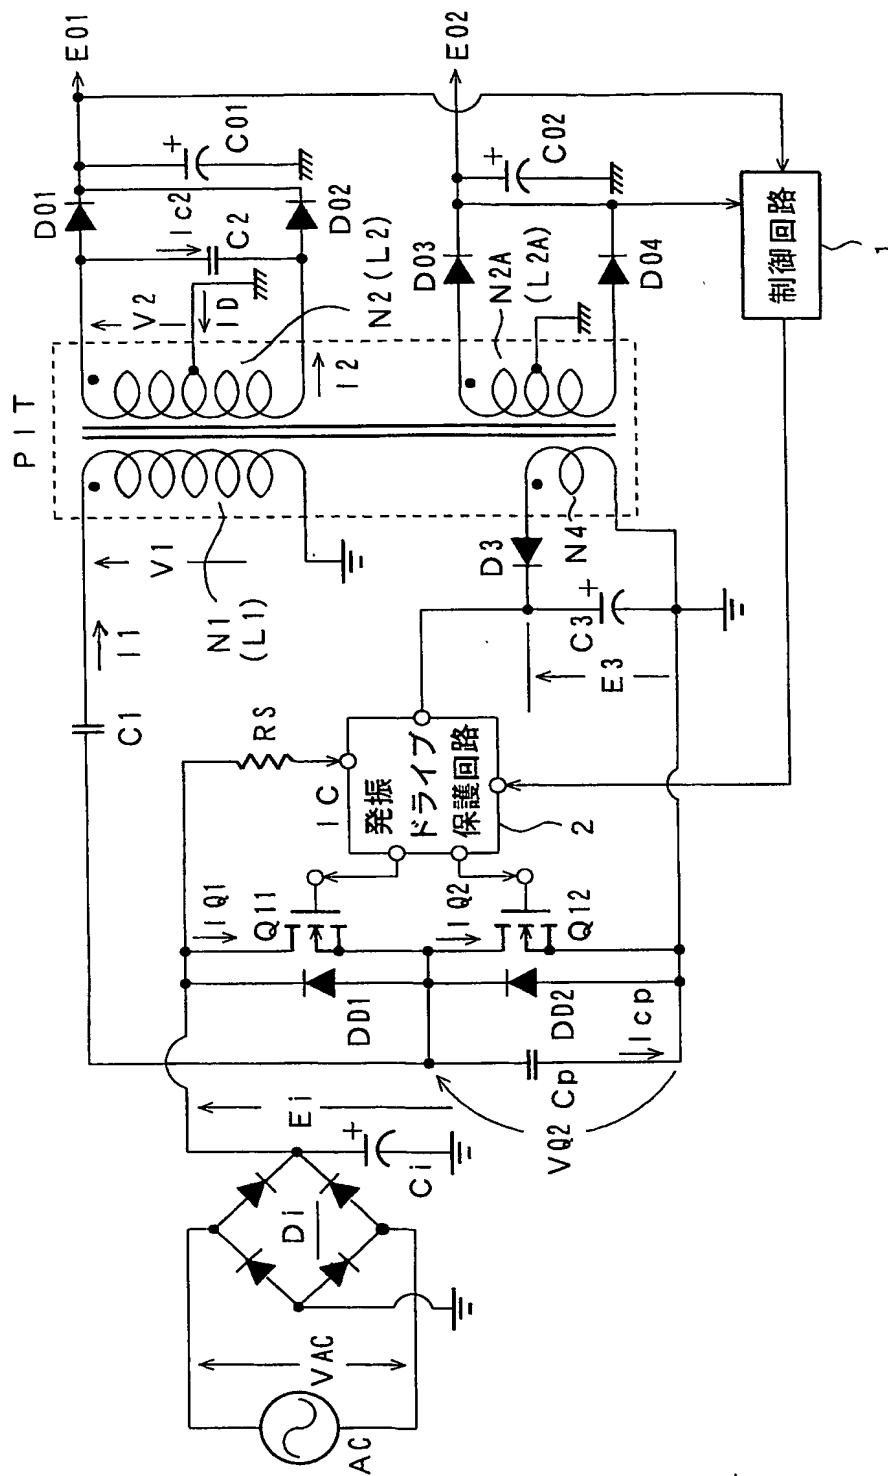 PIT
AC
VAC
Di
Ci
Ei
VQ2
Cp
Icp
DD1
DD2
IQ1
Q11
IQ2
Q12
C1
I1
RS
IC
発振
ドライブ
保護回路
2
N1
(L1)
V1
D3
C3
E3
N4
V2
ID
I2
N2(L2)
Ic2
C2
D01
D02
C01
E01
N2A
(L2A)
D03
D04
C02
E02
制御回路
1